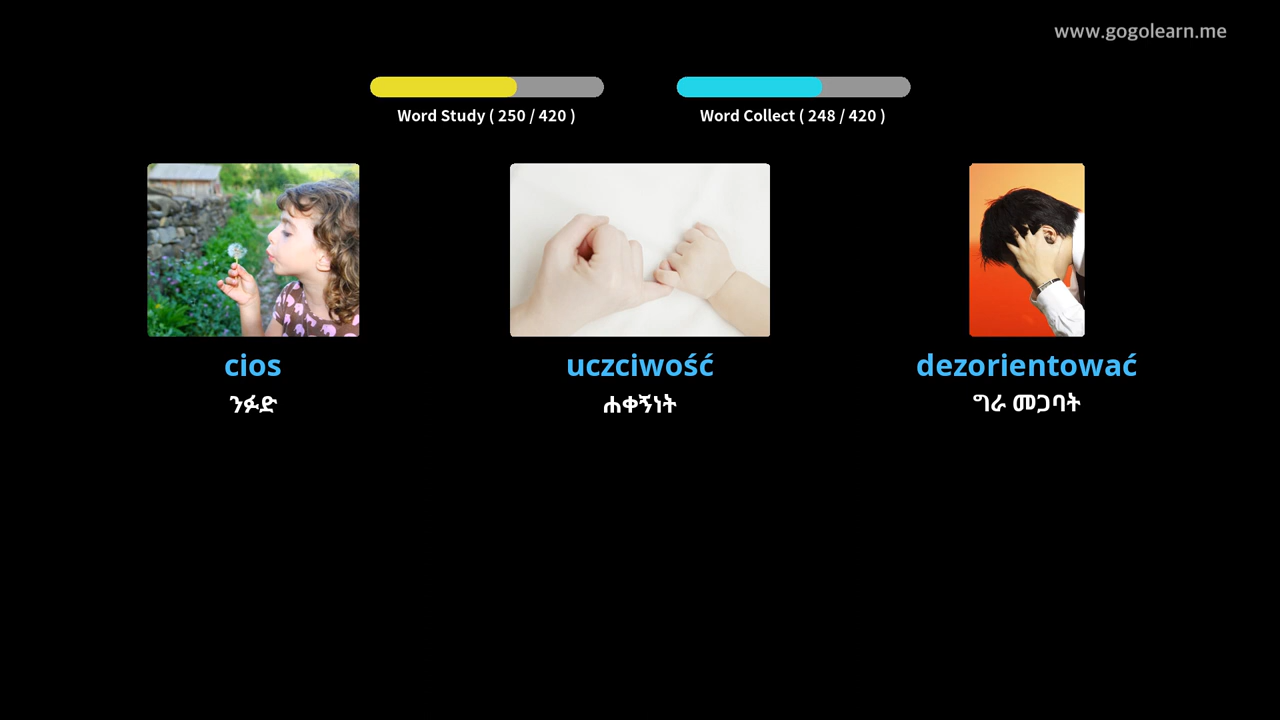 www.gogolearn.me
Word Study ( 250 / 420 )
Word Collect ( 248 / 420 )
cios
uczciwość
dezorientować
ንፉድ
ሐቀኝነት
ግራ መጋባት